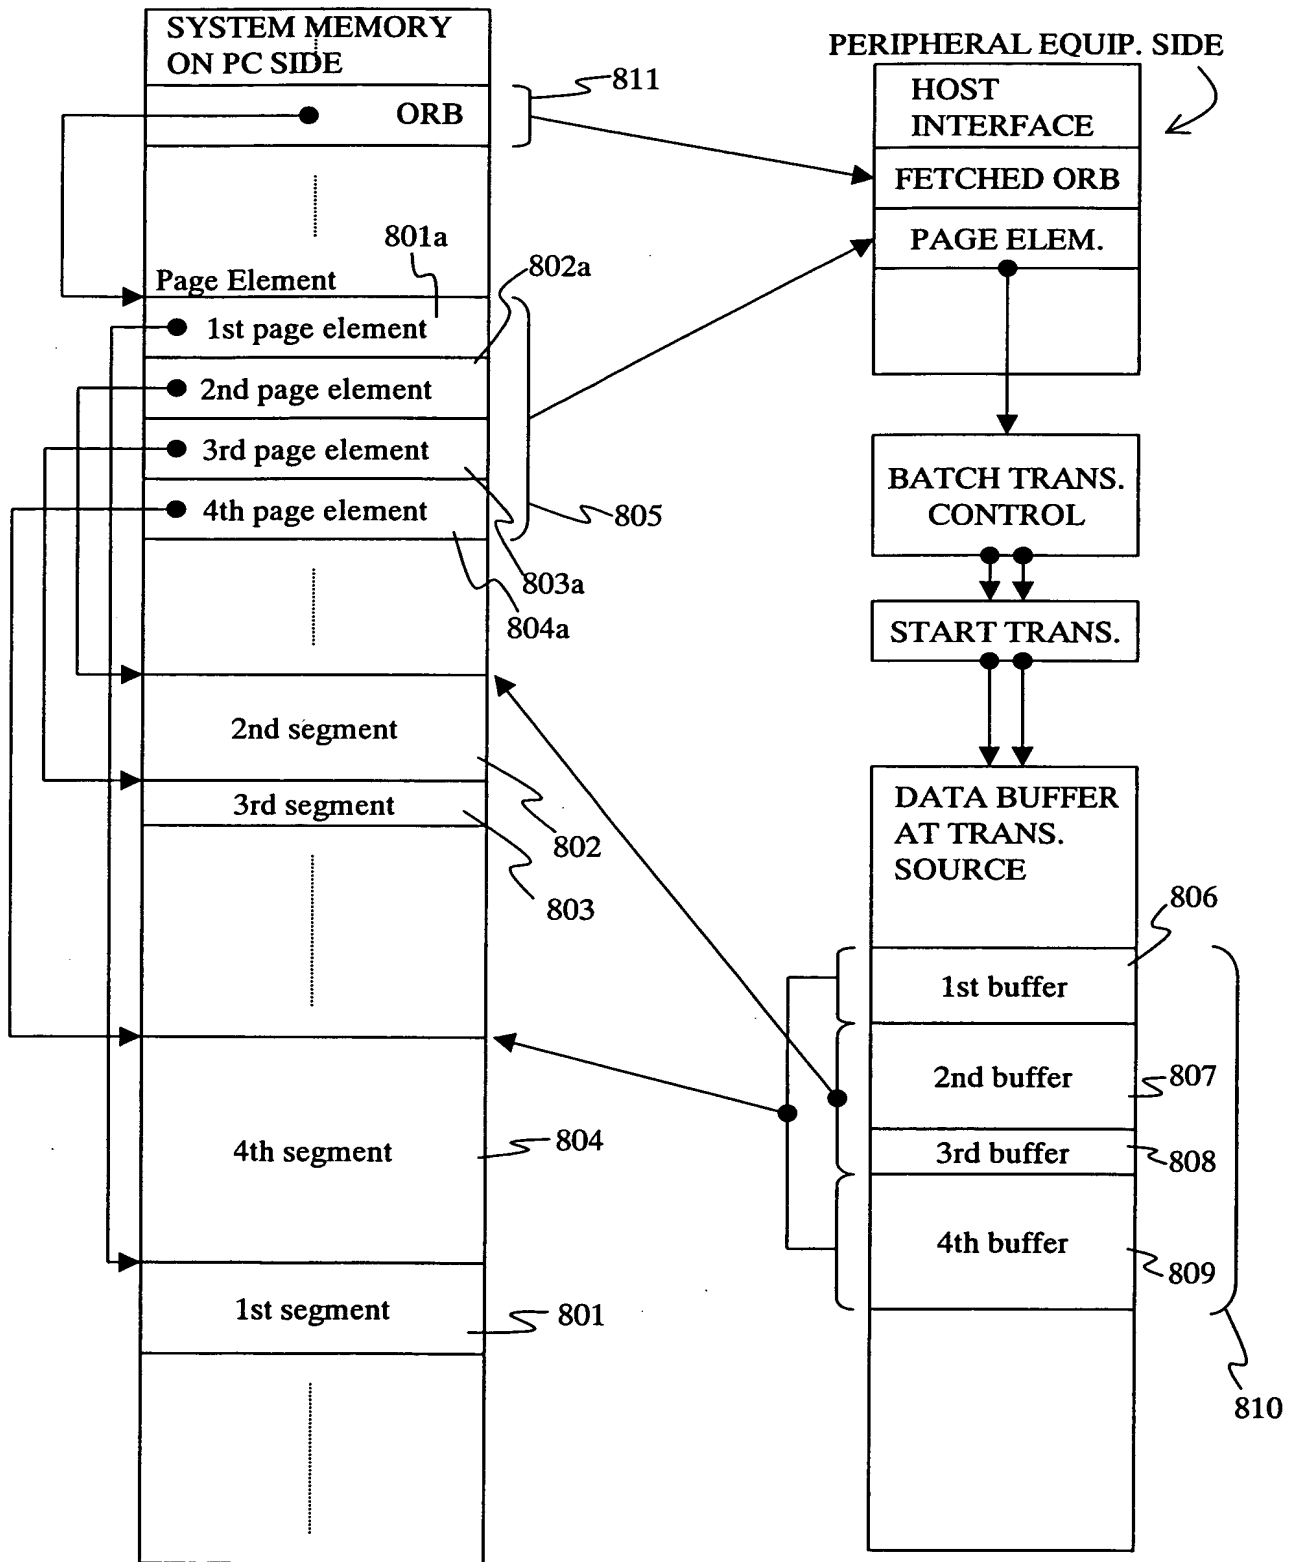 SYSTEM MEMORY
ON PC SIDE
ORB
811
PERIPHERAL EQUIP. SIDE
HOST
INTERFACE
FETCHED ORB
PAGE ELEM.
801a
802a
Page Element
1st page element
2nd page element
3rd page element
4th page element
805
803a
804a
BATCH TRANS.
CONTROL
START TRANS.
2nd segment
3rd segment
802
803
DATA BUFFER
AT TRANS.
SOURCE
806
1st buffer
2nd buffer
807
3rd buffer
808
4th buffer
809
810
4th segment
804
1st segment
801